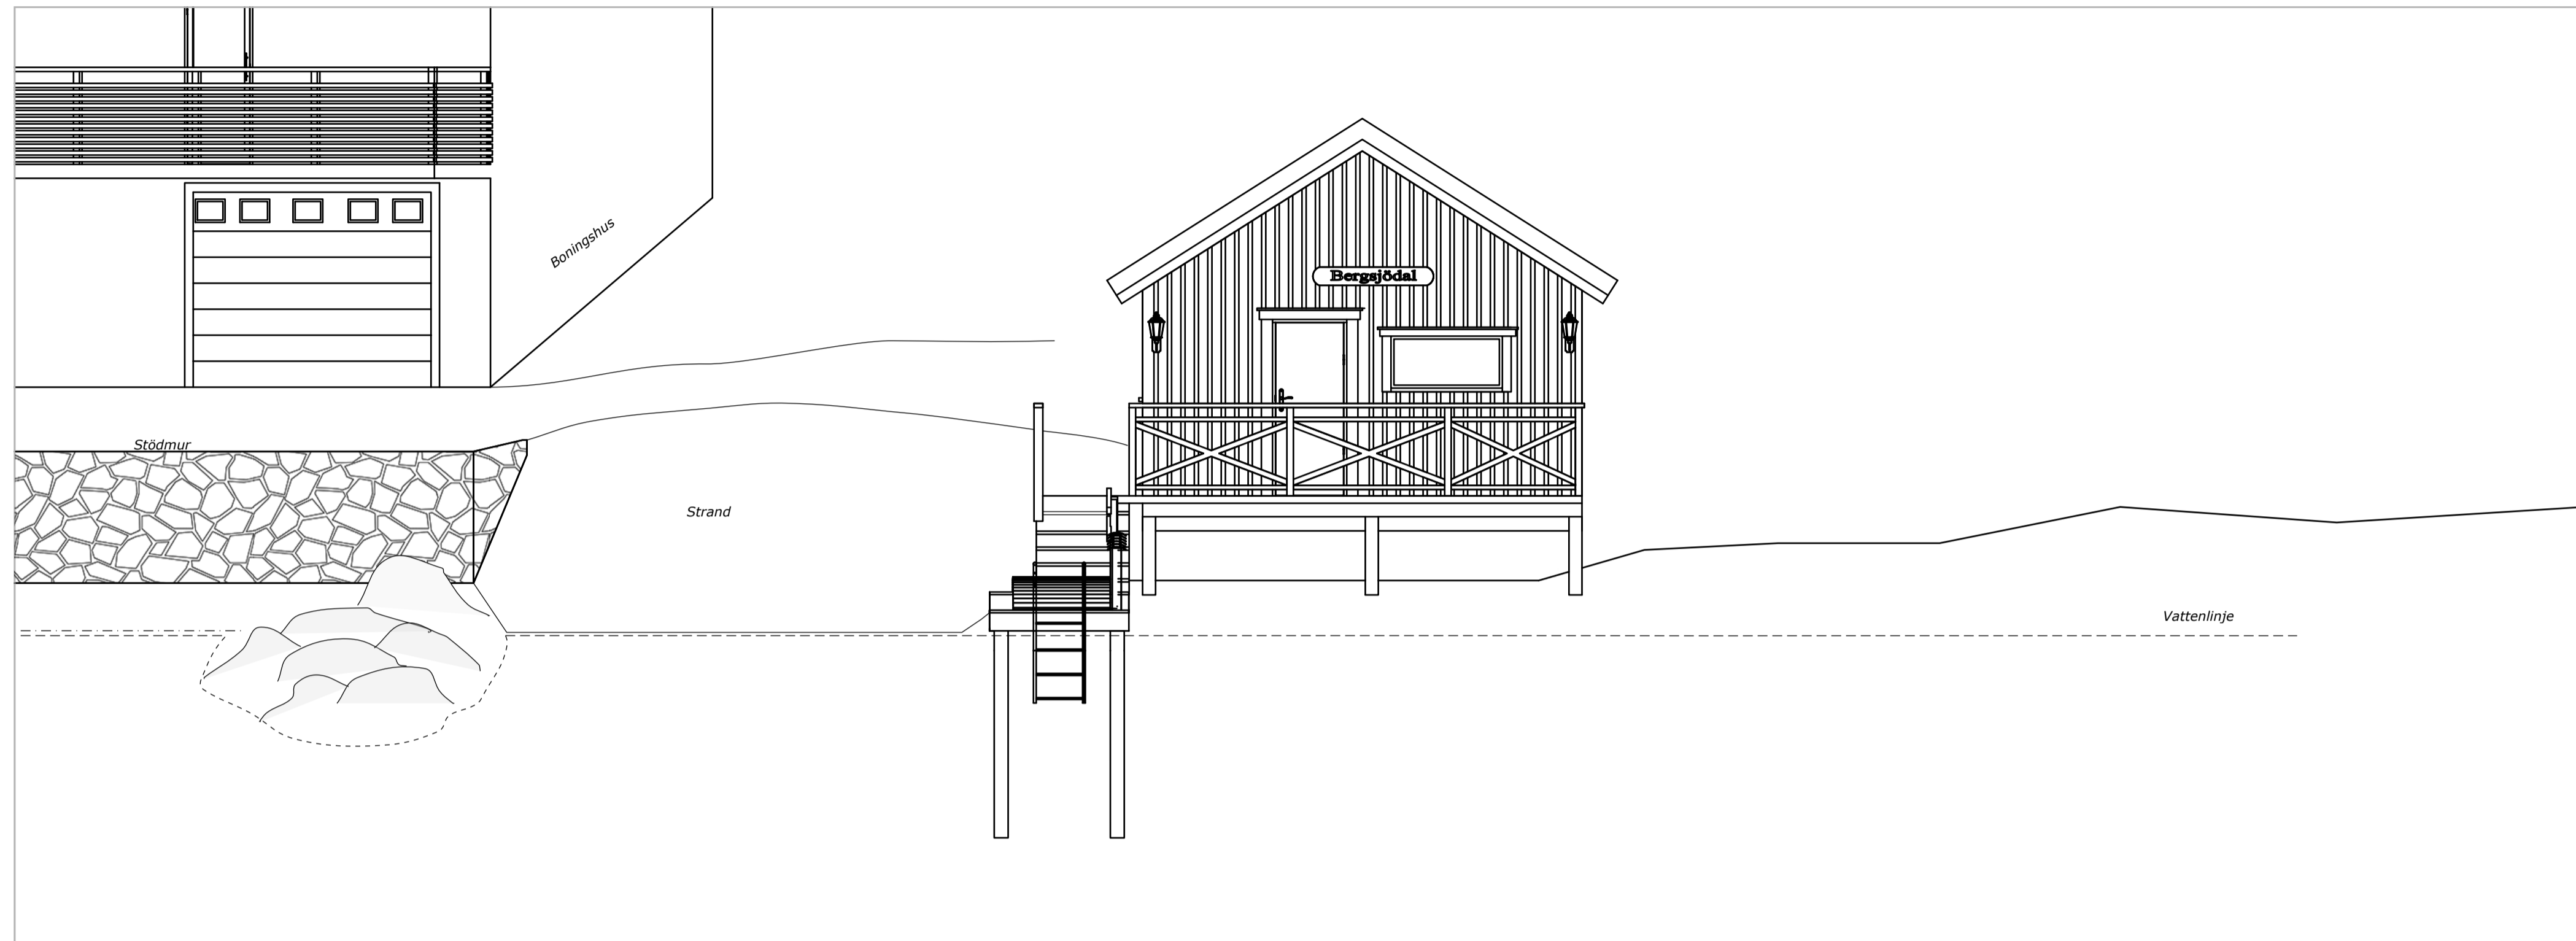 Boningshus
Bergsjödal
Stödmur
Strand
Vattenlinje